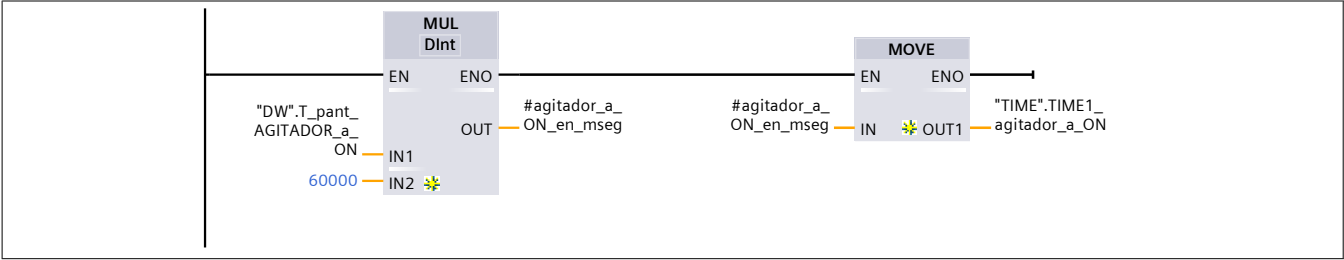 MUL
DInt
EN
ENO
"DW".T_pant_
AGITADOR_a_
ON
IN1
60000
IN2
OUT
#agitador_a_
ON_en_mseg
MOVE
EN
ENO
#agitador_a_
ON_en_mseg
IN
OUT1
"TIME".TIME1_
agitador_a_ON